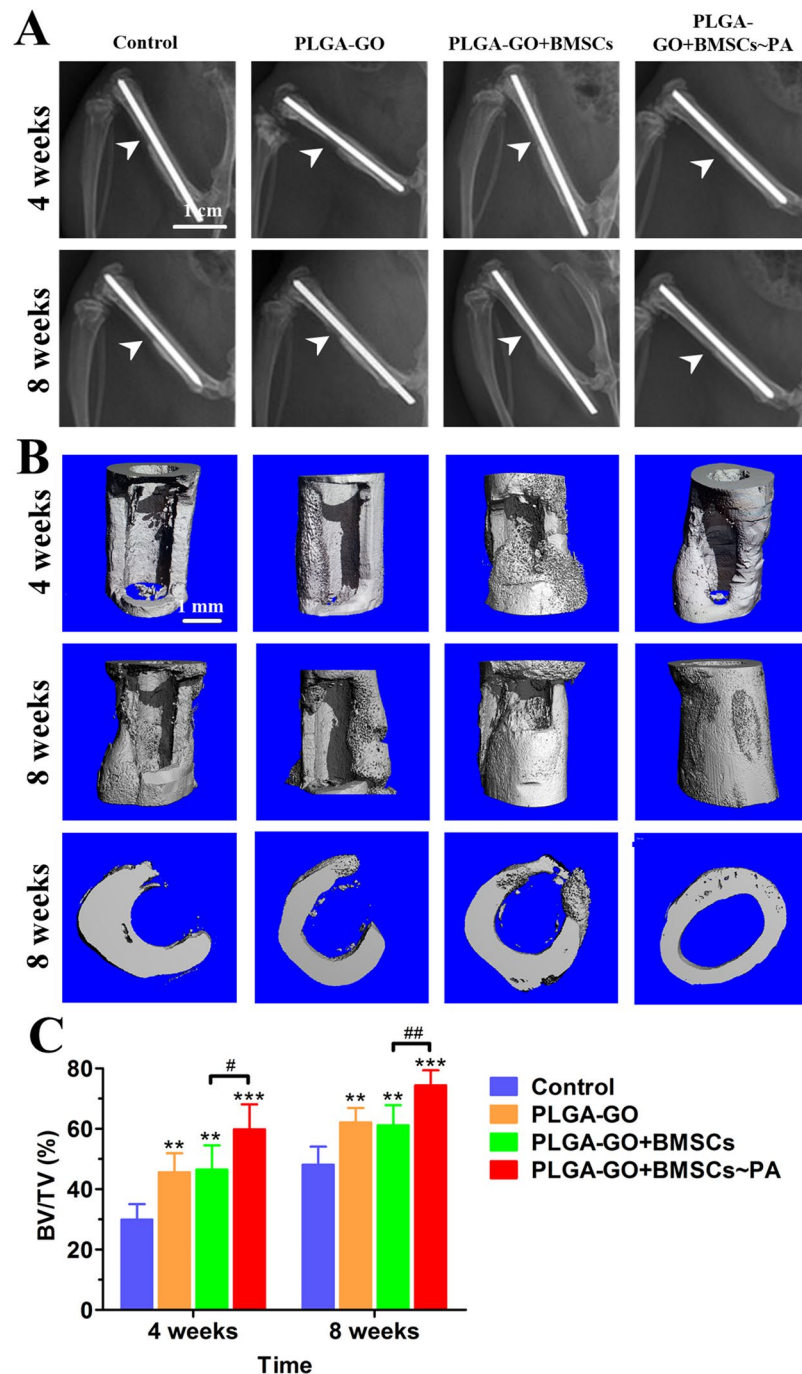 A
Control
PLGA-GO
PLGA-GO+BMSCs
PLGA-
GO+BMSCs~PA
4 weeks
1 cm
8 weeks
B
4 weeks
1 mm
8 weeks
8 weeks
C
BV/TV (%)
80
60
40
20
0
**
**
#
***
**
**
##
***
4 weeks
8 weeks
Time
Control
PLGA-GO
PLGA-GO+BMSCs
PLGA-GO+BMSCs~PA